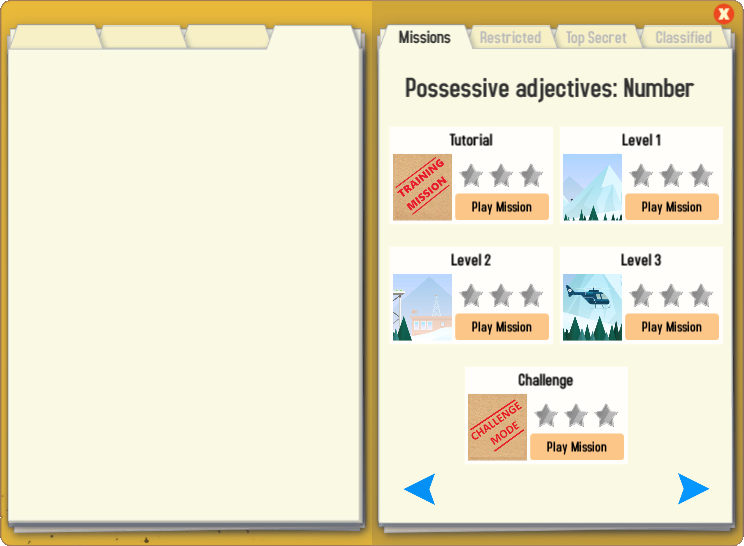 X
Missions Restricted Top Secret Classified
Possessive adjectives: Number
Tutorial
TRAINING
MISSION
Play Mission
Level 1
Play Mission
Level 2
Play Mission
Level 3
Play Mission
Challenge
CHALLENGE
MODE
Play Mission